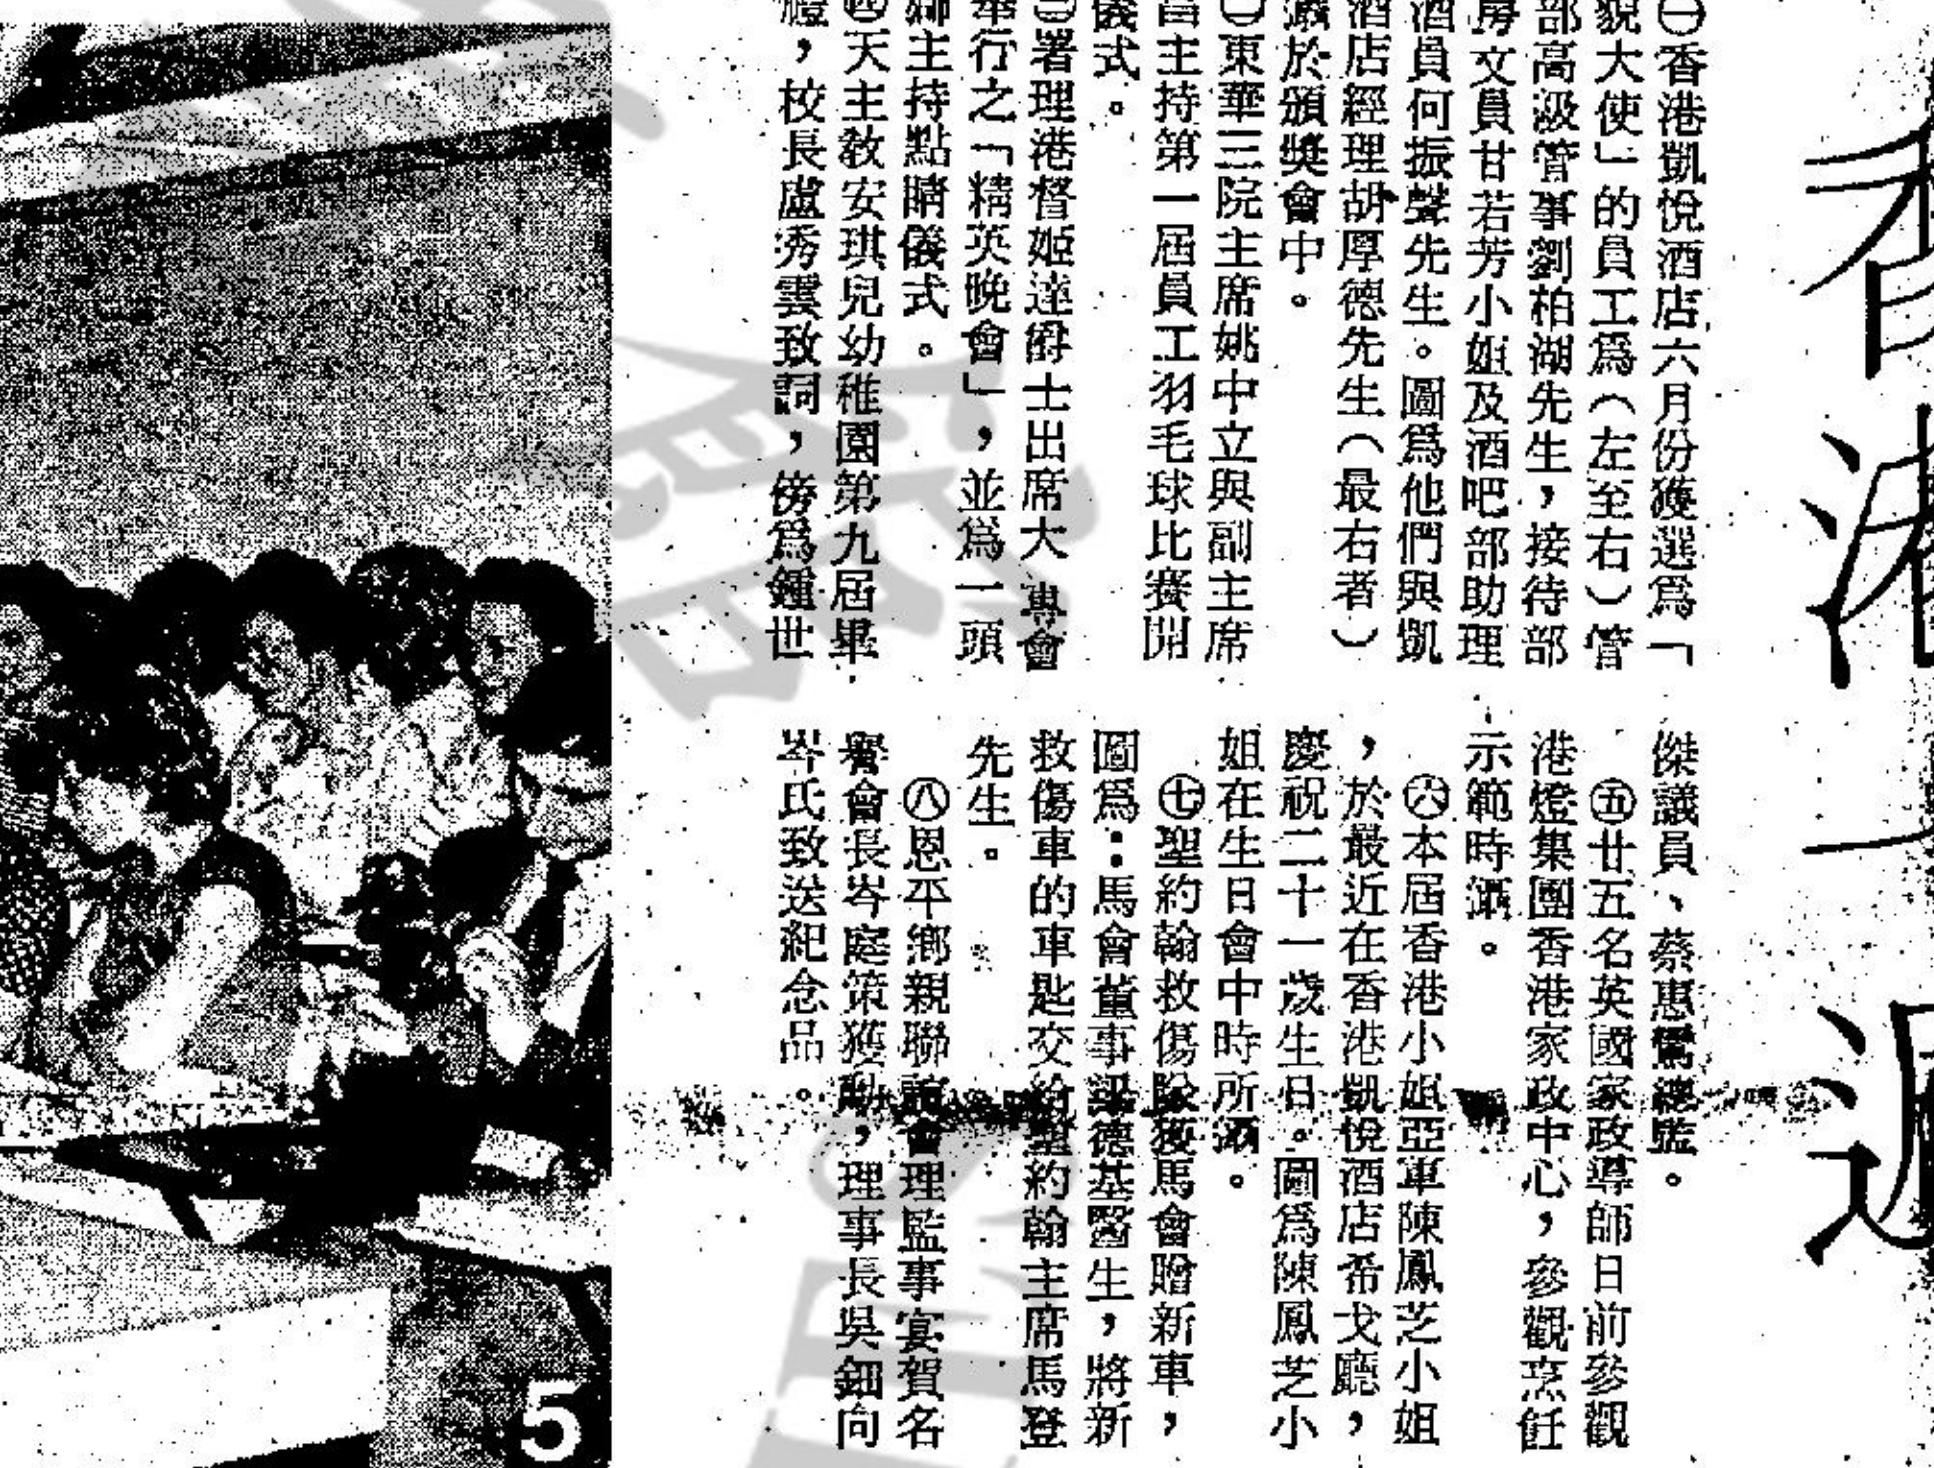 香港一週
㊀香港凱悅酒店六月份獲選爲「
貌大使」的員工爲（左至右）管
部高級管事劉柏湖先生，接待部
房文員甘若芳小姐及酒吧部助理
酒員何振聲先生。圖爲他們與凱
酒店經理胡厚德先生（最右者）
攝於頒獎會中。
㊁東華三院主席姚中立與副主席
主持第一屆員工羽毛球比賽開
儀式。
㊂署理港督姬達爵士出席大專會
舉行之「精英晚會」，並爲一頭
獅主持點睛儀式。
㊃天主教安琪兒幼稚園第九屆畢
禮，校長盧秀雲致詞，傍爲鍾世
傑議員、蔡惠鸞總監。
㊄廿五名英國家政導師日前參觀
港燈集團香港家政中心，參觀烹飪
示範時攝。
㊅本屆香港小姐亞軍陳鳳芝小姐
，於最近在香港凱悅酒店希戈廳，
慶祝二十一歲生日。圖爲陳鳳芝小
姐在生日會中時所攝。
㊆聖約翰救傷隊獲馬會贈新車，
圖爲：馬會董事梁德基醫生，將新
救傷車的車匙交給聖約翰主席馬登
先生。
㊇恩平鄉親聯誼會理監事宴賀名
譽會長岑庭策獲勳，理事長吳鈿向
岑氏致送紀念品。
5